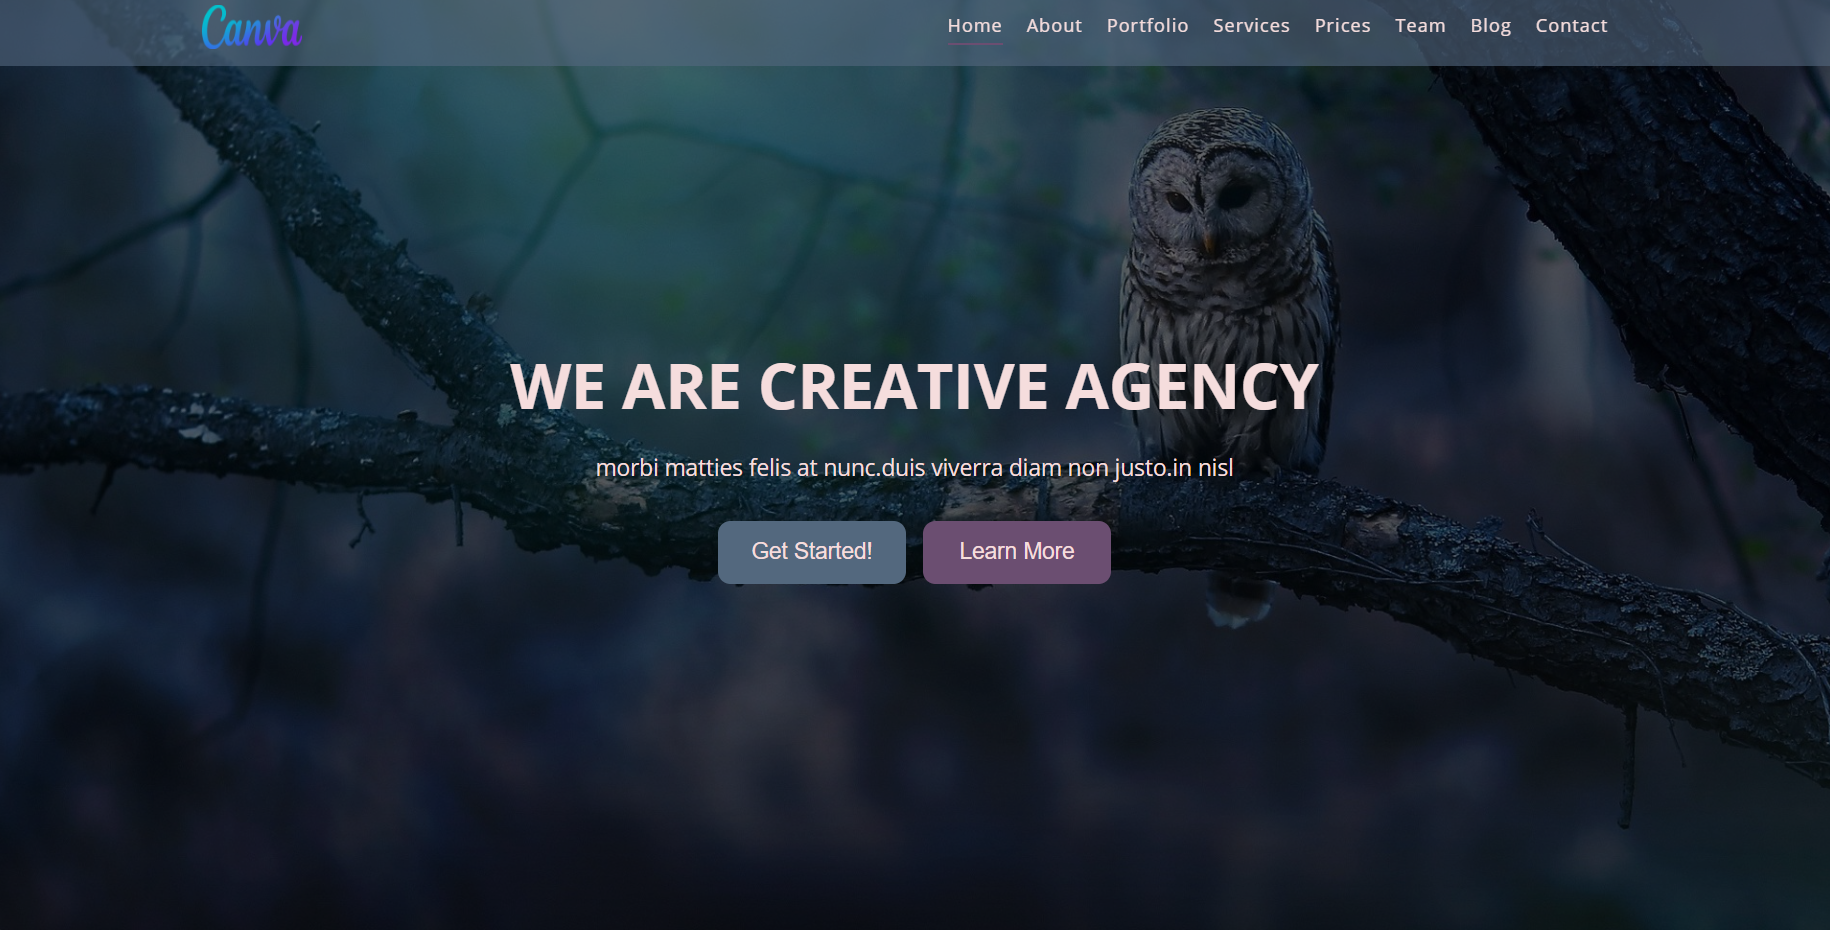 Canva
Home About Portfolio Services Prices Team Blog Contact
WE ARE CREATIVE AGENCY
morbi matties felis at nunc.duis viverra diam non justo.in nisl
Get Started! Learn More